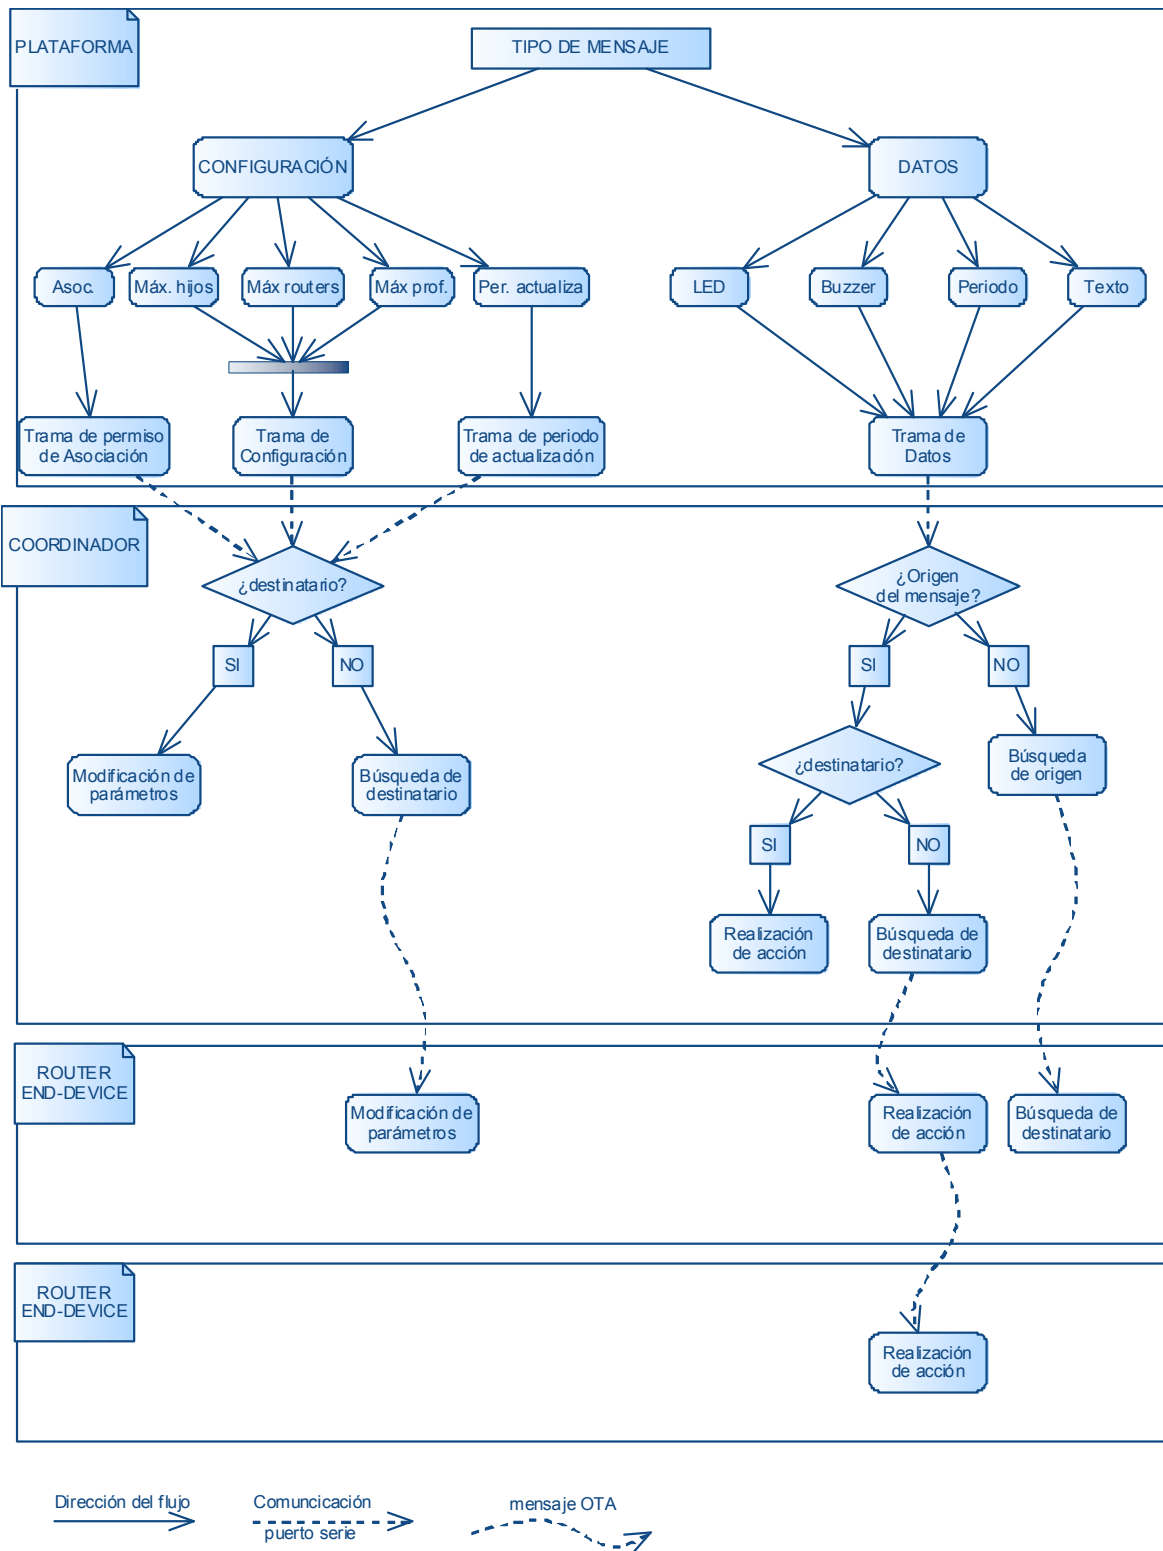 PLATAFORMA
TIPO DE MENSAJE
CONFIGURACIÓN
DATOS
Asoc.
Máx. hijos
Máx routers
Máx prof.
Per. actualiza
LED
Buzzer
Periodo
Texto
Trama de permiso
de Asociación
Trama de
Configuración
Trama de periodo
de actualización
Trama de
Datos
COORDINADOR
¿destinatario?
¿Origen
del mensaje?
SI
NO
SI
NO
Modificación de
parámetros
Búsqueda de
destinatario
¿destinatario?
Búsqueda
de origen
SI
NO
Realización
de acción
Búsqueda de
destinatario
ROUTER
END-DEVICE
Modificación de
parámetros
Realización
de acción
Búsqueda de
destinatario
ROUTER
END-DEVICE
Realización
de acción
Dirección del flujo
Comuncicación
puerto serie
mensaje OTA